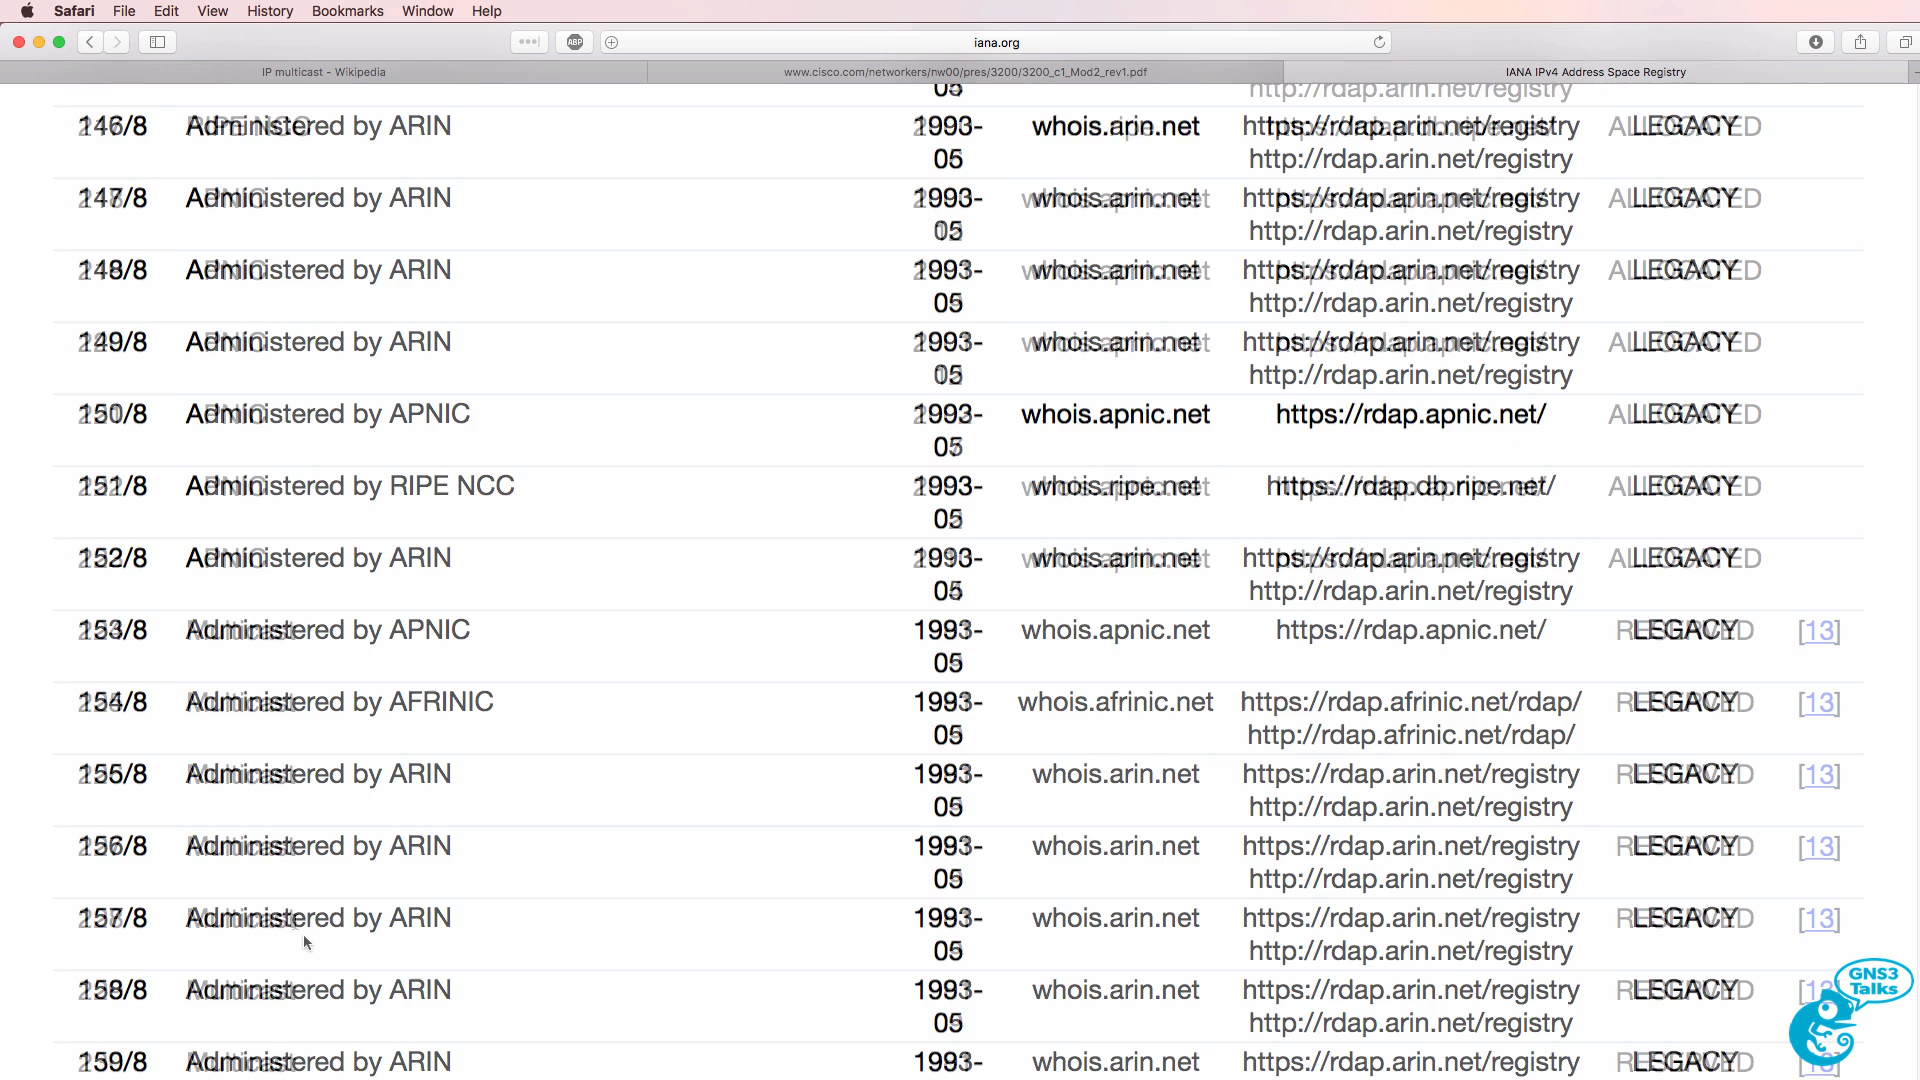 Safari File Edit View History Bookmarks Window Help
ABP iana.org
IP multicast - Wikipedia www.cisco.com/networkers/nw00/pres/3200/3200_c1_Mod2_rev1.pdf IANA IPv4 Address Space Registry
05 http://rdap.arin.net/registry
146/8 Administered by ARIN 1993- whois.arin.net https://rdap.arin.net/registry LEGACY
05 http://rdap.arin.net/registry
147/8 Administered by ARIN 1993- whois.arin.net https://rdap.arin.net/registry LEGACY
05 http://rdap.arin.net/registry
148/8 Administered by ARIN 1993- whois.arin.net https://rdap.arin.net/registry LEGACY
05 http://rdap.arin.net/registry
149/8 Administered by ARIN 1993- whois.arin.net https://rdap.arin.net/registry LEGACY
05 http://rdap.arin.net/registry
150/8 Administered by APNIC 1993- whois.apnic.net https://rdap.apnic.net/ LEGACY
05
151/8 Administered by RIPE NCC 1993- whois.ripe.net https://rdap.db.ripe.net/ LEGACY
05
152/8 Administered by ARIN 1993- whois.arin.net https://rdap.arin.net/registry LEGACY
05 http://rdap.arin.net/registry
153/8 Administered by APNIC 1993- whois.apnic.net https://rdap.apnic.net/ LEGACY [13]
05
154/8 Administered by AFRINIC 1993- whois.afrinic.net https://rdap.afrinic.net/rdap/ LEGACY [13]
05 http://rdap.afrinic.net/rdap/
155/8 Administered by ARIN 1993- whois.arin.net https://rdap.arin.net/registry LEGACY [13]
05 http://rdap.arin.net/registry
156/8 Administered by ARIN 1993- whois.arin.net https://rdap.arin.net/registry LEGACY [13]
05 http://rdap.arin.net/registry
157/8 Administered by ARIN 1993- whois.arin.net https://rdap.arin.net/registry LEGACY [13]
05 http://rdap.arin.net/registry
158/8 Administered by ARIN 1993- whois.arin.net https://rdap.arin.net/registry LEGACY
05 http://rdap.arin.net/registry
159/8 Administered by ARIN 1993- whois.arin.net https://rdap.arin.net/registry LEGACY
GNS3
Talks